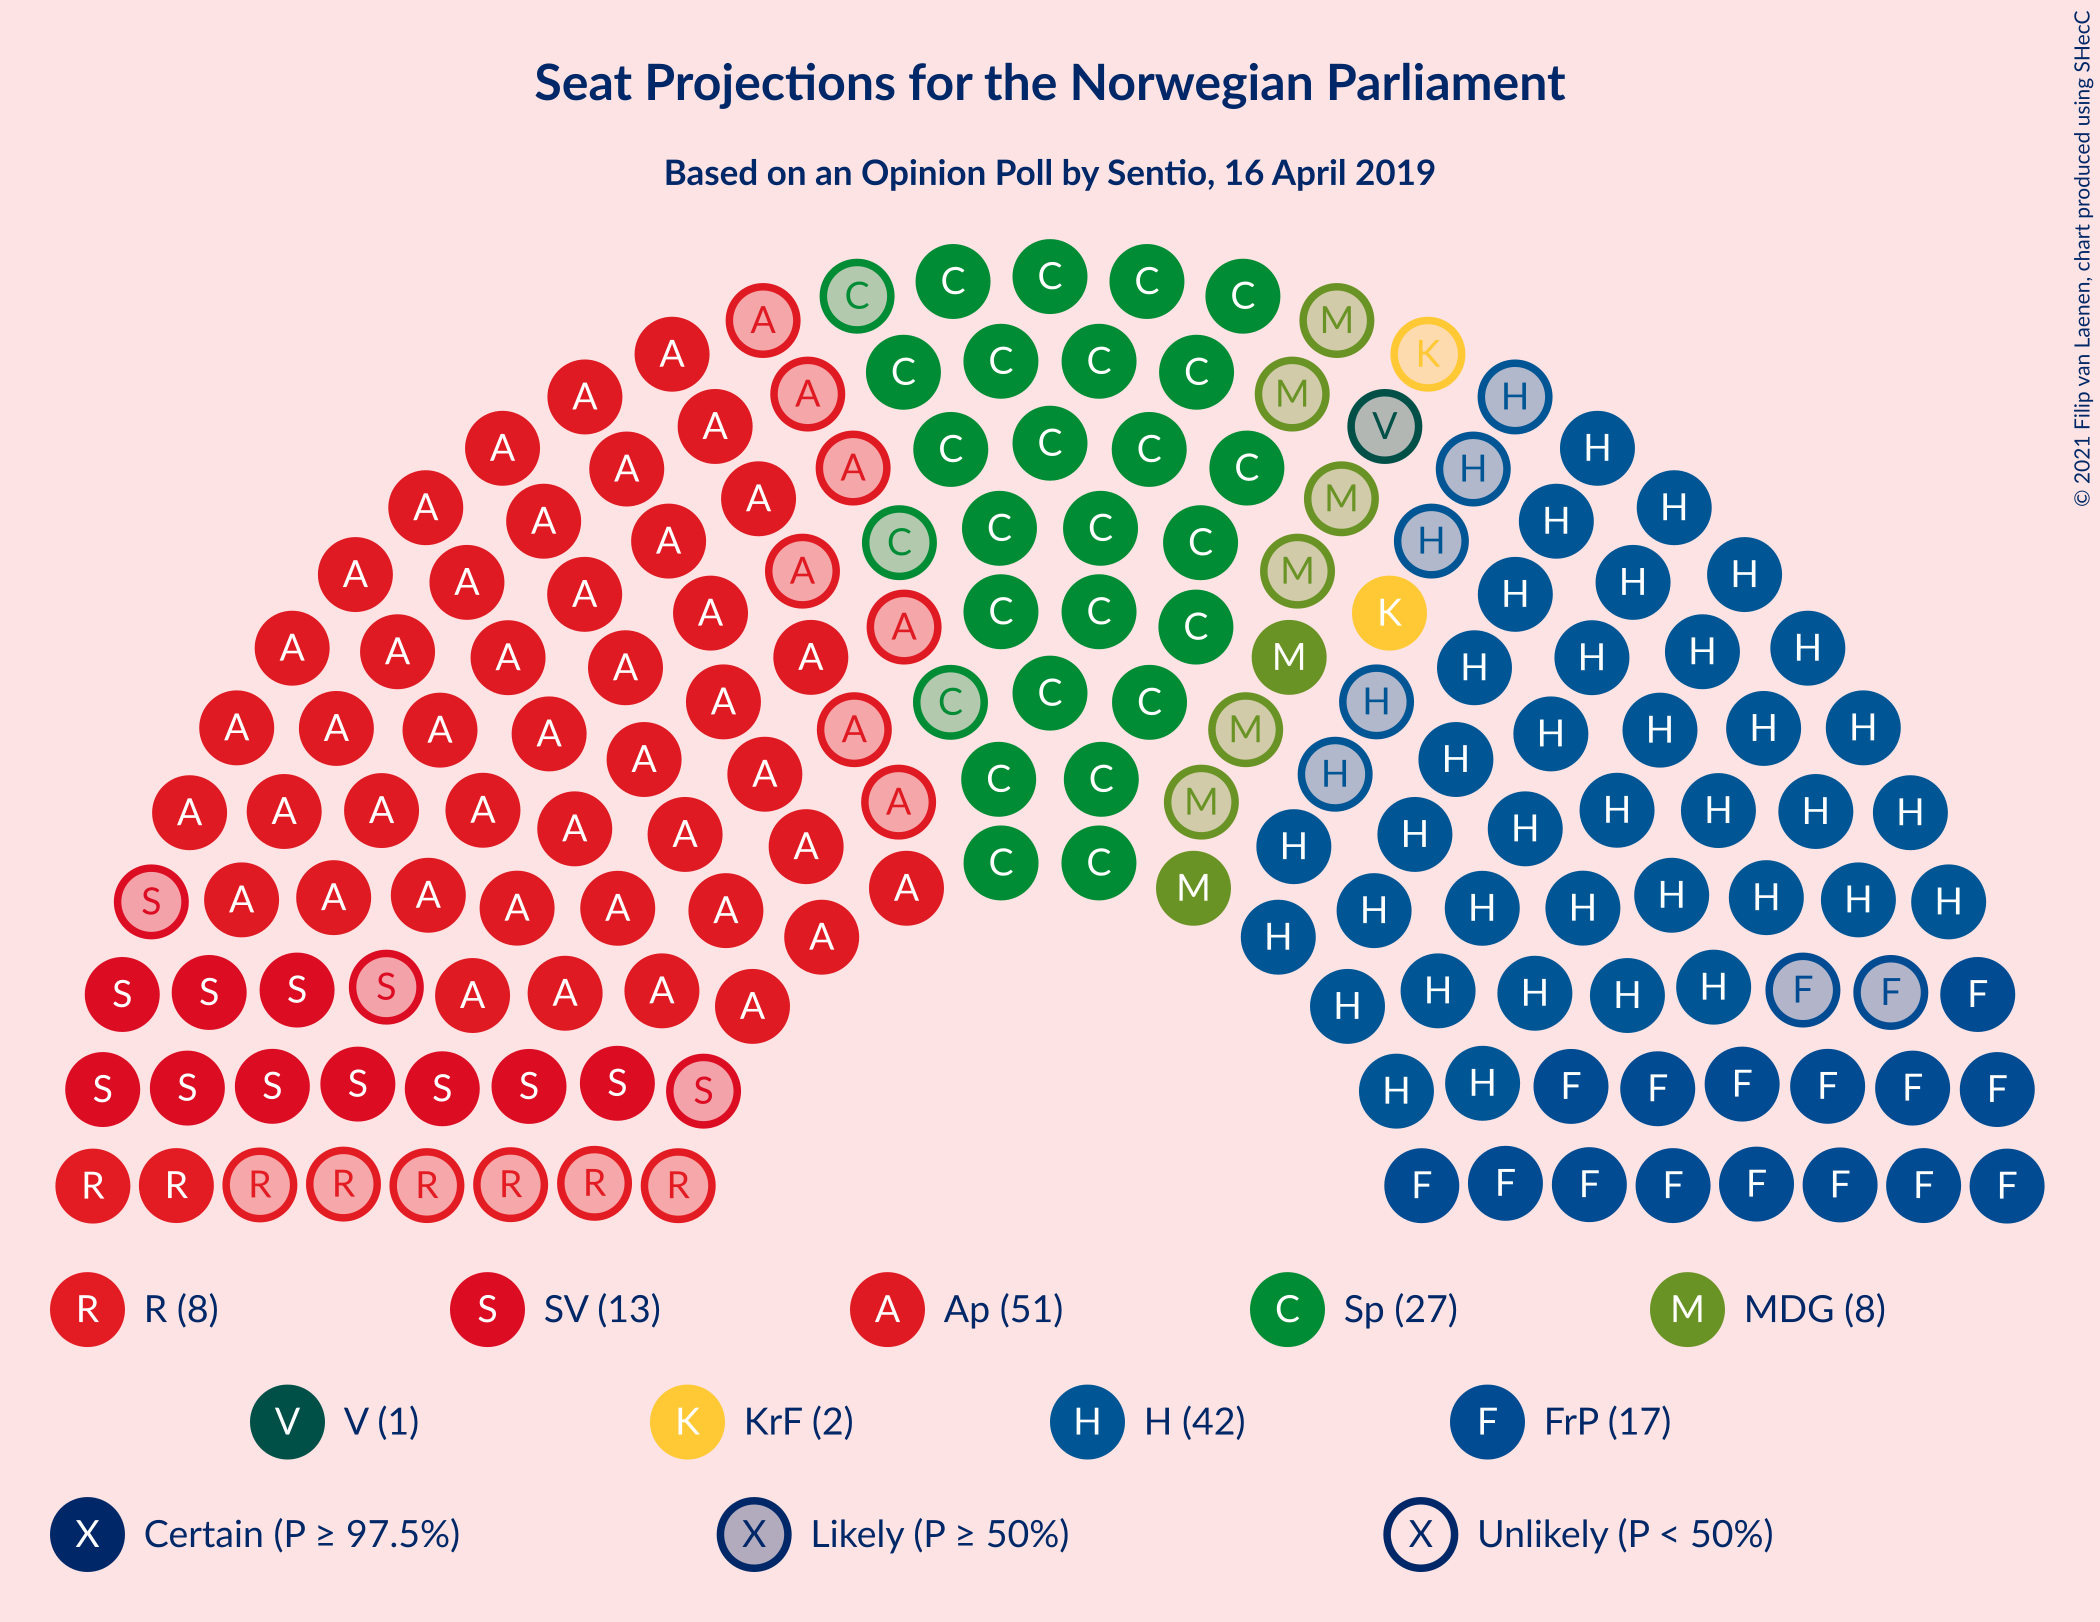 Seat Projections for the Norwegian Parliament
Based on an Opinion Poll by Sentio, 16 April 2019
© 2021 Filip van Laenen, chart produced using SHecC
C C C C C
A M
A K
C C C C
A H
A M
A V
C C C C
A H
A H
A M
A H
C C C C
A H
A H
A M
A K
A H
C C C
A H
A M
A H
A H
C C C
A H
A H
A M
A H
C C
A M
C C
A M
A A A A A A A H H H H H H H
A A A A A A A H H H H H H H
S A A A A A A A H H H H H H H H
S S S S A A A A H H H H H F F F
S S S S S S S S H H F F F F F F
R R R R R R R R F F F F F F F F
R R (8) S SV (13) A Ap (51) C Sp (27) M MDG (8)
V V (1) K KrF (2) H H (42) F FrP (17)
X Certain (P ≥ 97.5%) X Likely (P ≥ 50%) X Unlikely (P < 50%)